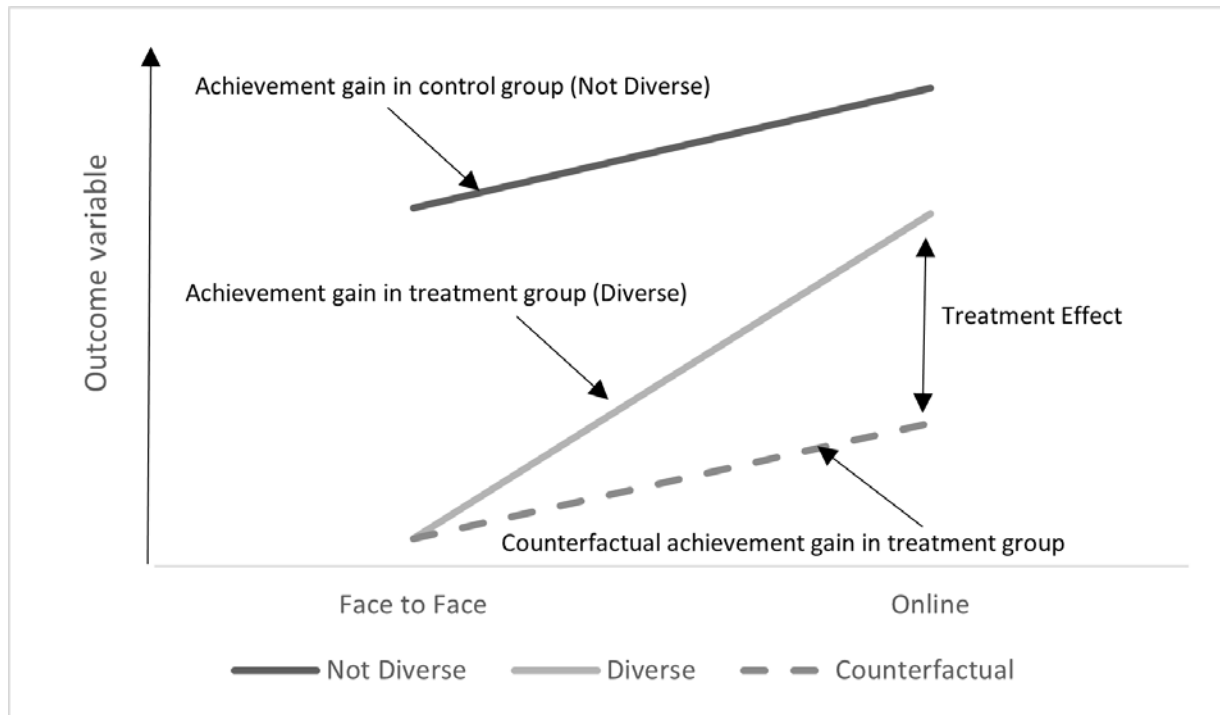 Achievement gain in control group (Not Diverse)
Outcome variable
Achievement gain in treatment group (Diverse)
Treatment Effect
Counterfactual achievement gain in treatment group
Face to Face
Online
Not Diverse
Diverse
Counterfactual